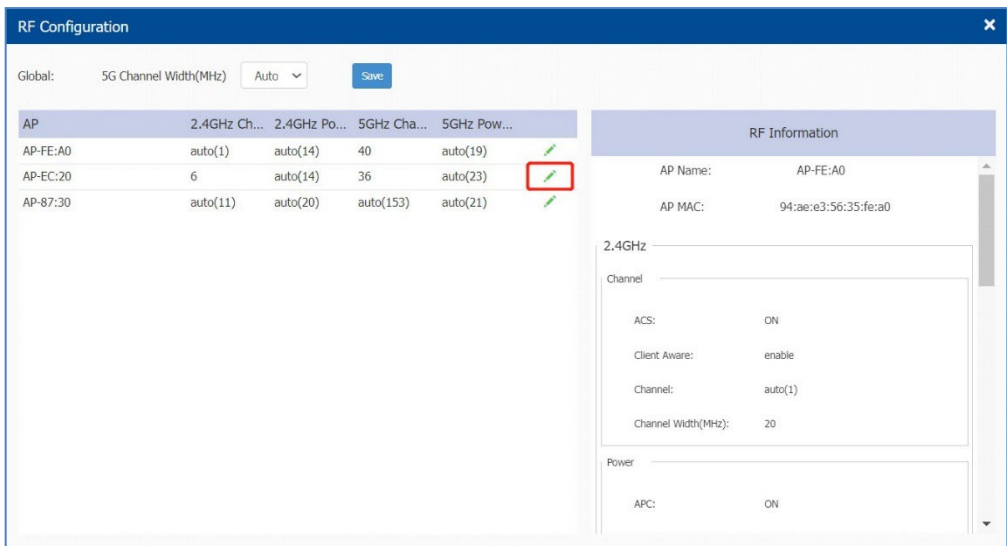 RF Configuration
Global: 5G Channel Width(MHz) Auto Save
AP 2.4GHz Ch... 2.4GHz Po... 5GHz Cha... 5GHz Pow...
AP-FE:A0 auto(1) auto(14) 40 auto(19)
AP-EC:20 6 auto(14) 36 auto(23)
AP-87:30 auto(11) auto(20) auto(153) auto(21)
RF Information
AP Name: AP-FE:A0
AP MAC: 94:ae:e3:56:35:fe:a0
2.4GHz
Channel
ACS: ON
Client Aware: enable
Channel: auto(1)
Channel Width(MHz): 20
Power
APC: ON